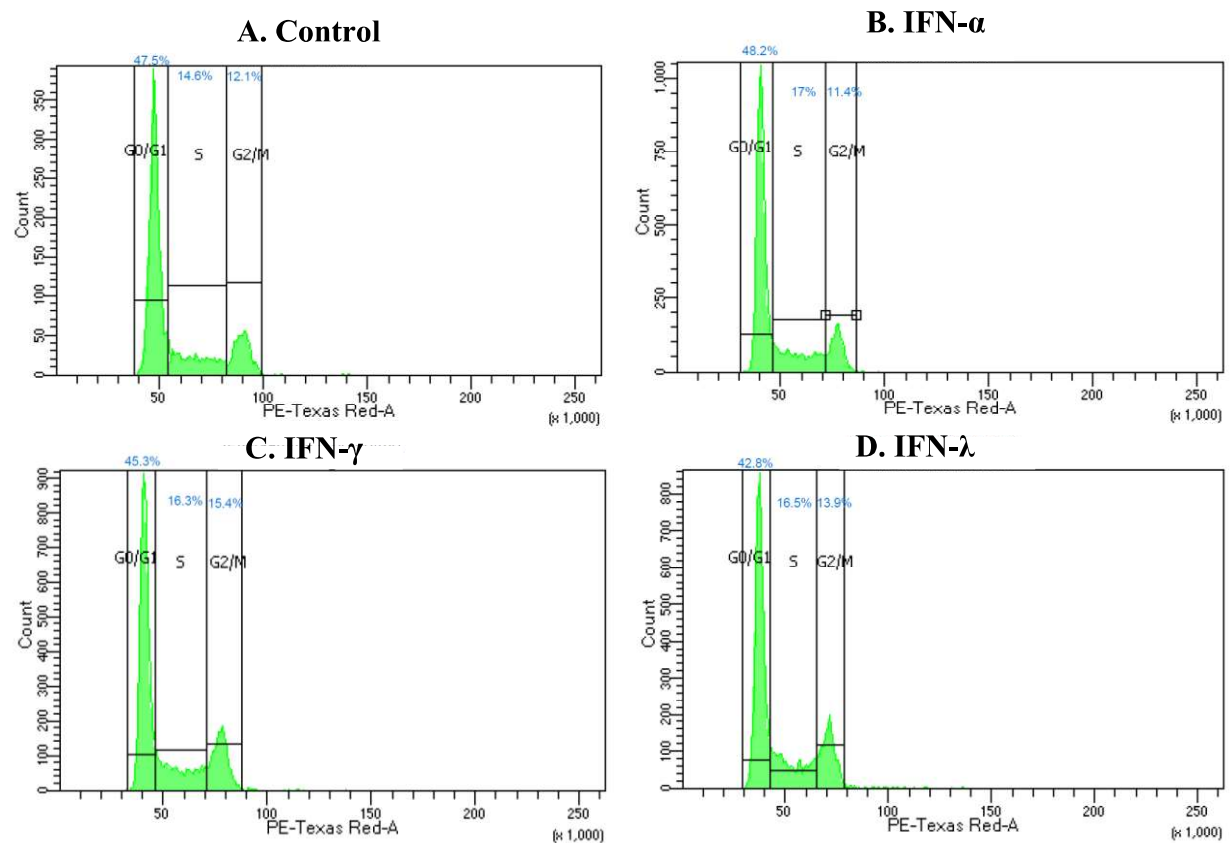 A. Control
47.5%
14.6%
12.1%
G0/G1
S
G2/M
Count
0
50
100
150
200
250
300
350
50
100
150
200
250
PE-Texas Red-A
(x 1,000)
B. IFN-α
48.2%
17%
11.4%
G0/G1
S
G2/M
Count
0
250
500
750
1,000
50
100
150
200
250
PE-Texas Red-A
(x 1,000)
C. IFN-γ
45.3%
16.3%
15.4%
G0/G1
S
G2/M
Count
0
100
200
300
400
500
600
700
800
900
50
100
150
200
250
PE-Texas Red-A
(x 1,000)
D. IFN-λ
42.8%
16.5%
13.9%
G0/G1
S
G2/M
Count
0
100
200
300
400
500
600
700
800
50
100
150
200
250
PE-Texas Red-A
(x 1,000)